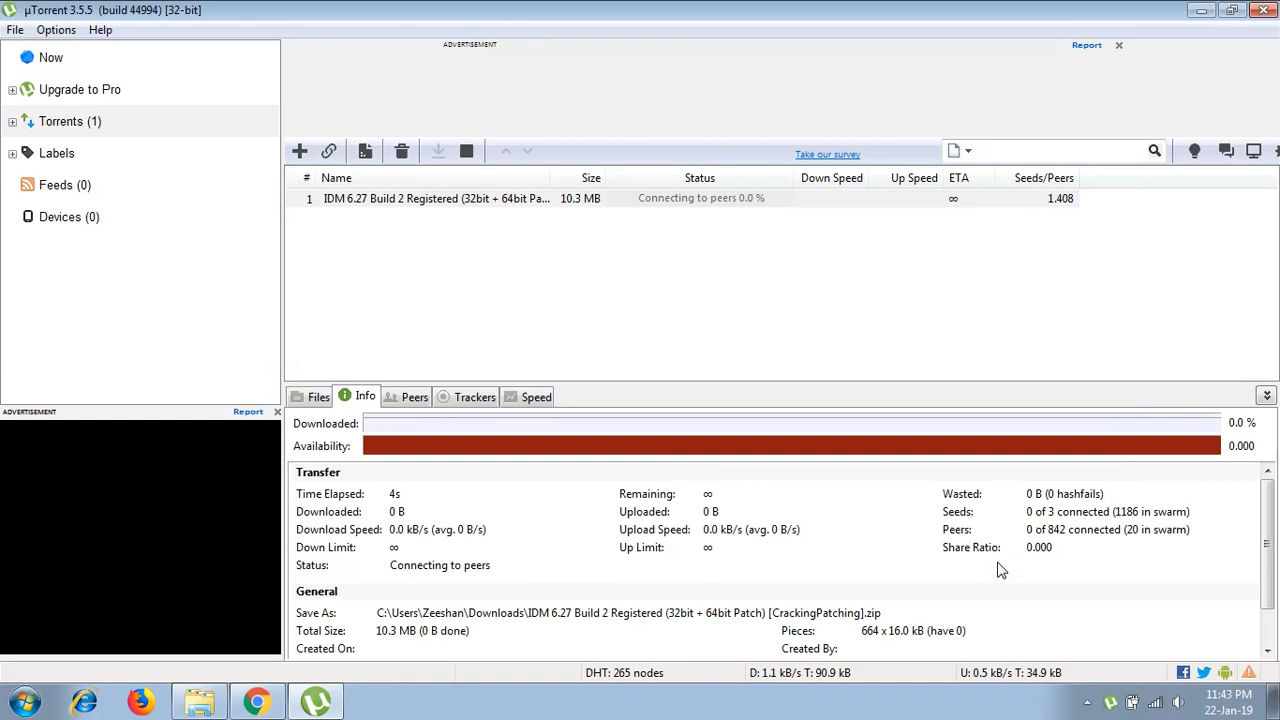 µTorrent 3.5.5 (build 44994) [32-bit]
File Options Help
Now
Upgrade to Pro
Torrents (1)
Labels
Feeds (0)
Devices (0)
ADVERTISEMENT Report
Take our survey
# Name Size Status Down Speed Up Speed ETA Seeds/Peers
1 IDM 6.27 Build 2 Registered (32bit + 64bit Pa... 10.3 MB Connecting to peers 0.0 % ∞ 1.408
ADVERTISEMENT Report
Files Info Peers Trackers Speed
Downloaded: 0.0 %
Availability: 0.000
Transfer
Time Elapsed: 4s Remaining: ∞ Wasted: 0 B (0 hashfails)
Downloaded: 0 B Uploaded: 0 B Seeds: 0 of 3 connected (1186 in swarm)
Download Speed: 0.0 kB/s (avg. 0 B/s) Upload Speed: 0.0 kB/s (avg. 0 B/s) Peers: 0 of 842 connected (20 in swarm)
Down Limit: ∞ Up Limit: ∞ Share Ratio: 0.000
Status: Connecting to peers
General
Save As: C:\Users\Zeeshan\Downloads\IDM 6.27 Build 2 Registered (32bit + 64bit Patch) [CrackingPatching].zip
Total Size: 10.3 MB (0 B done) Pieces: 664 x 16.0 kB (have 0)
Created On: Created By:
DHT: 265 nodes D: 1.1 kB/s T: 90.9 kB U: 0.5 kB/s T: 34.9 kB
11:43 PM
22-Jan-19